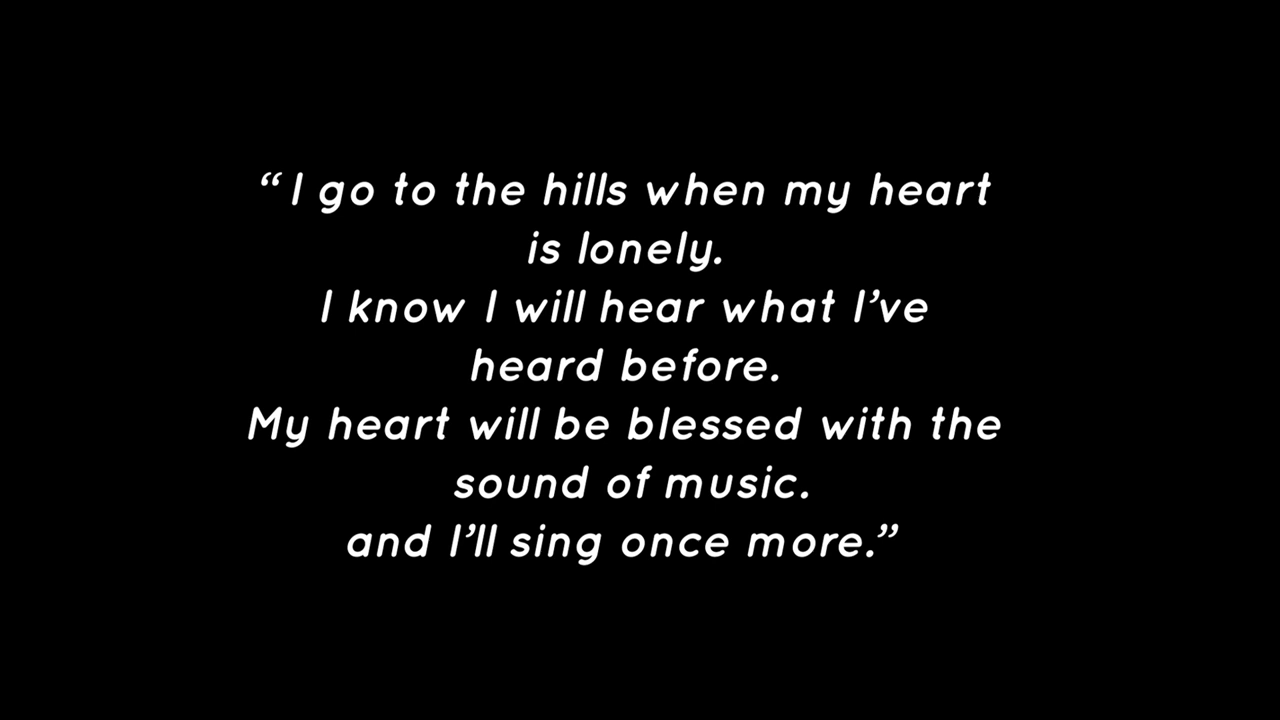 “ I go to the hills when my heart
is lonely.
I know I will hear what I’ve
heard before.
My heart will be blessed with the
sound of music.
and I’ll sing once more.”